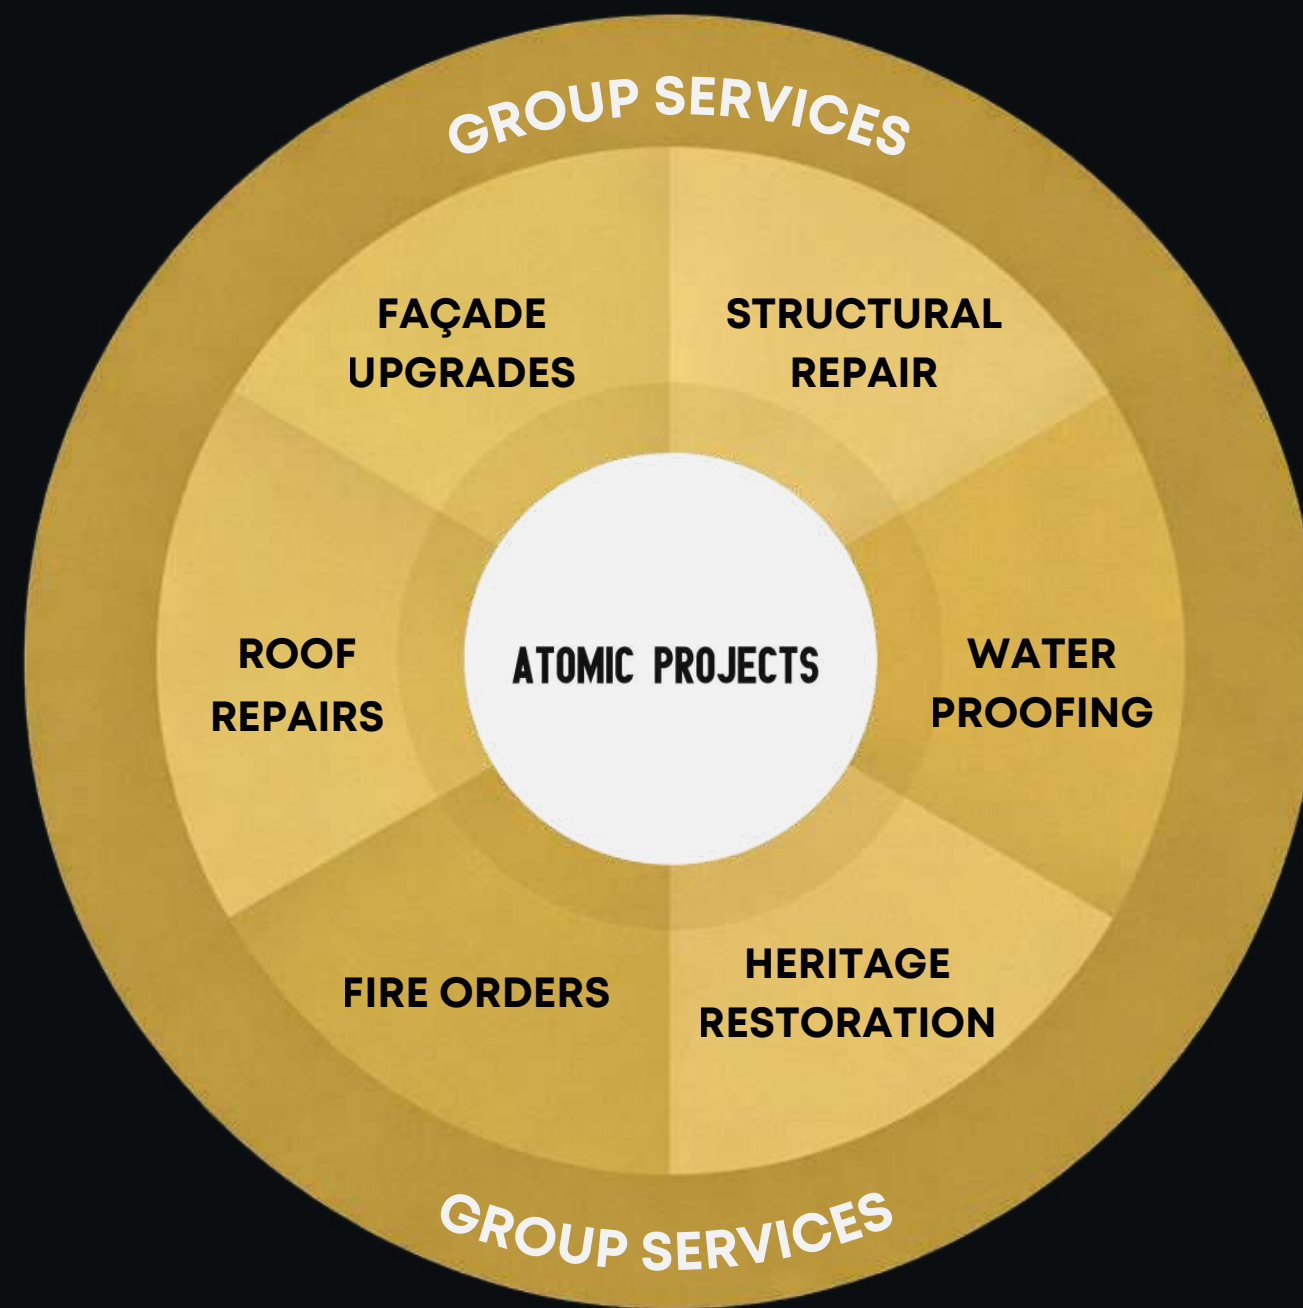 GROUP SERVICES
FAÇADE
UPGRADES
STRUCTURAL
REPAIR
ROOF
REPAIRS
ATOMIC PROJECTS
WATER
PROOFING
FIRE ORDERS
HERITAGE
RESTORATION
GROUP SERVICES